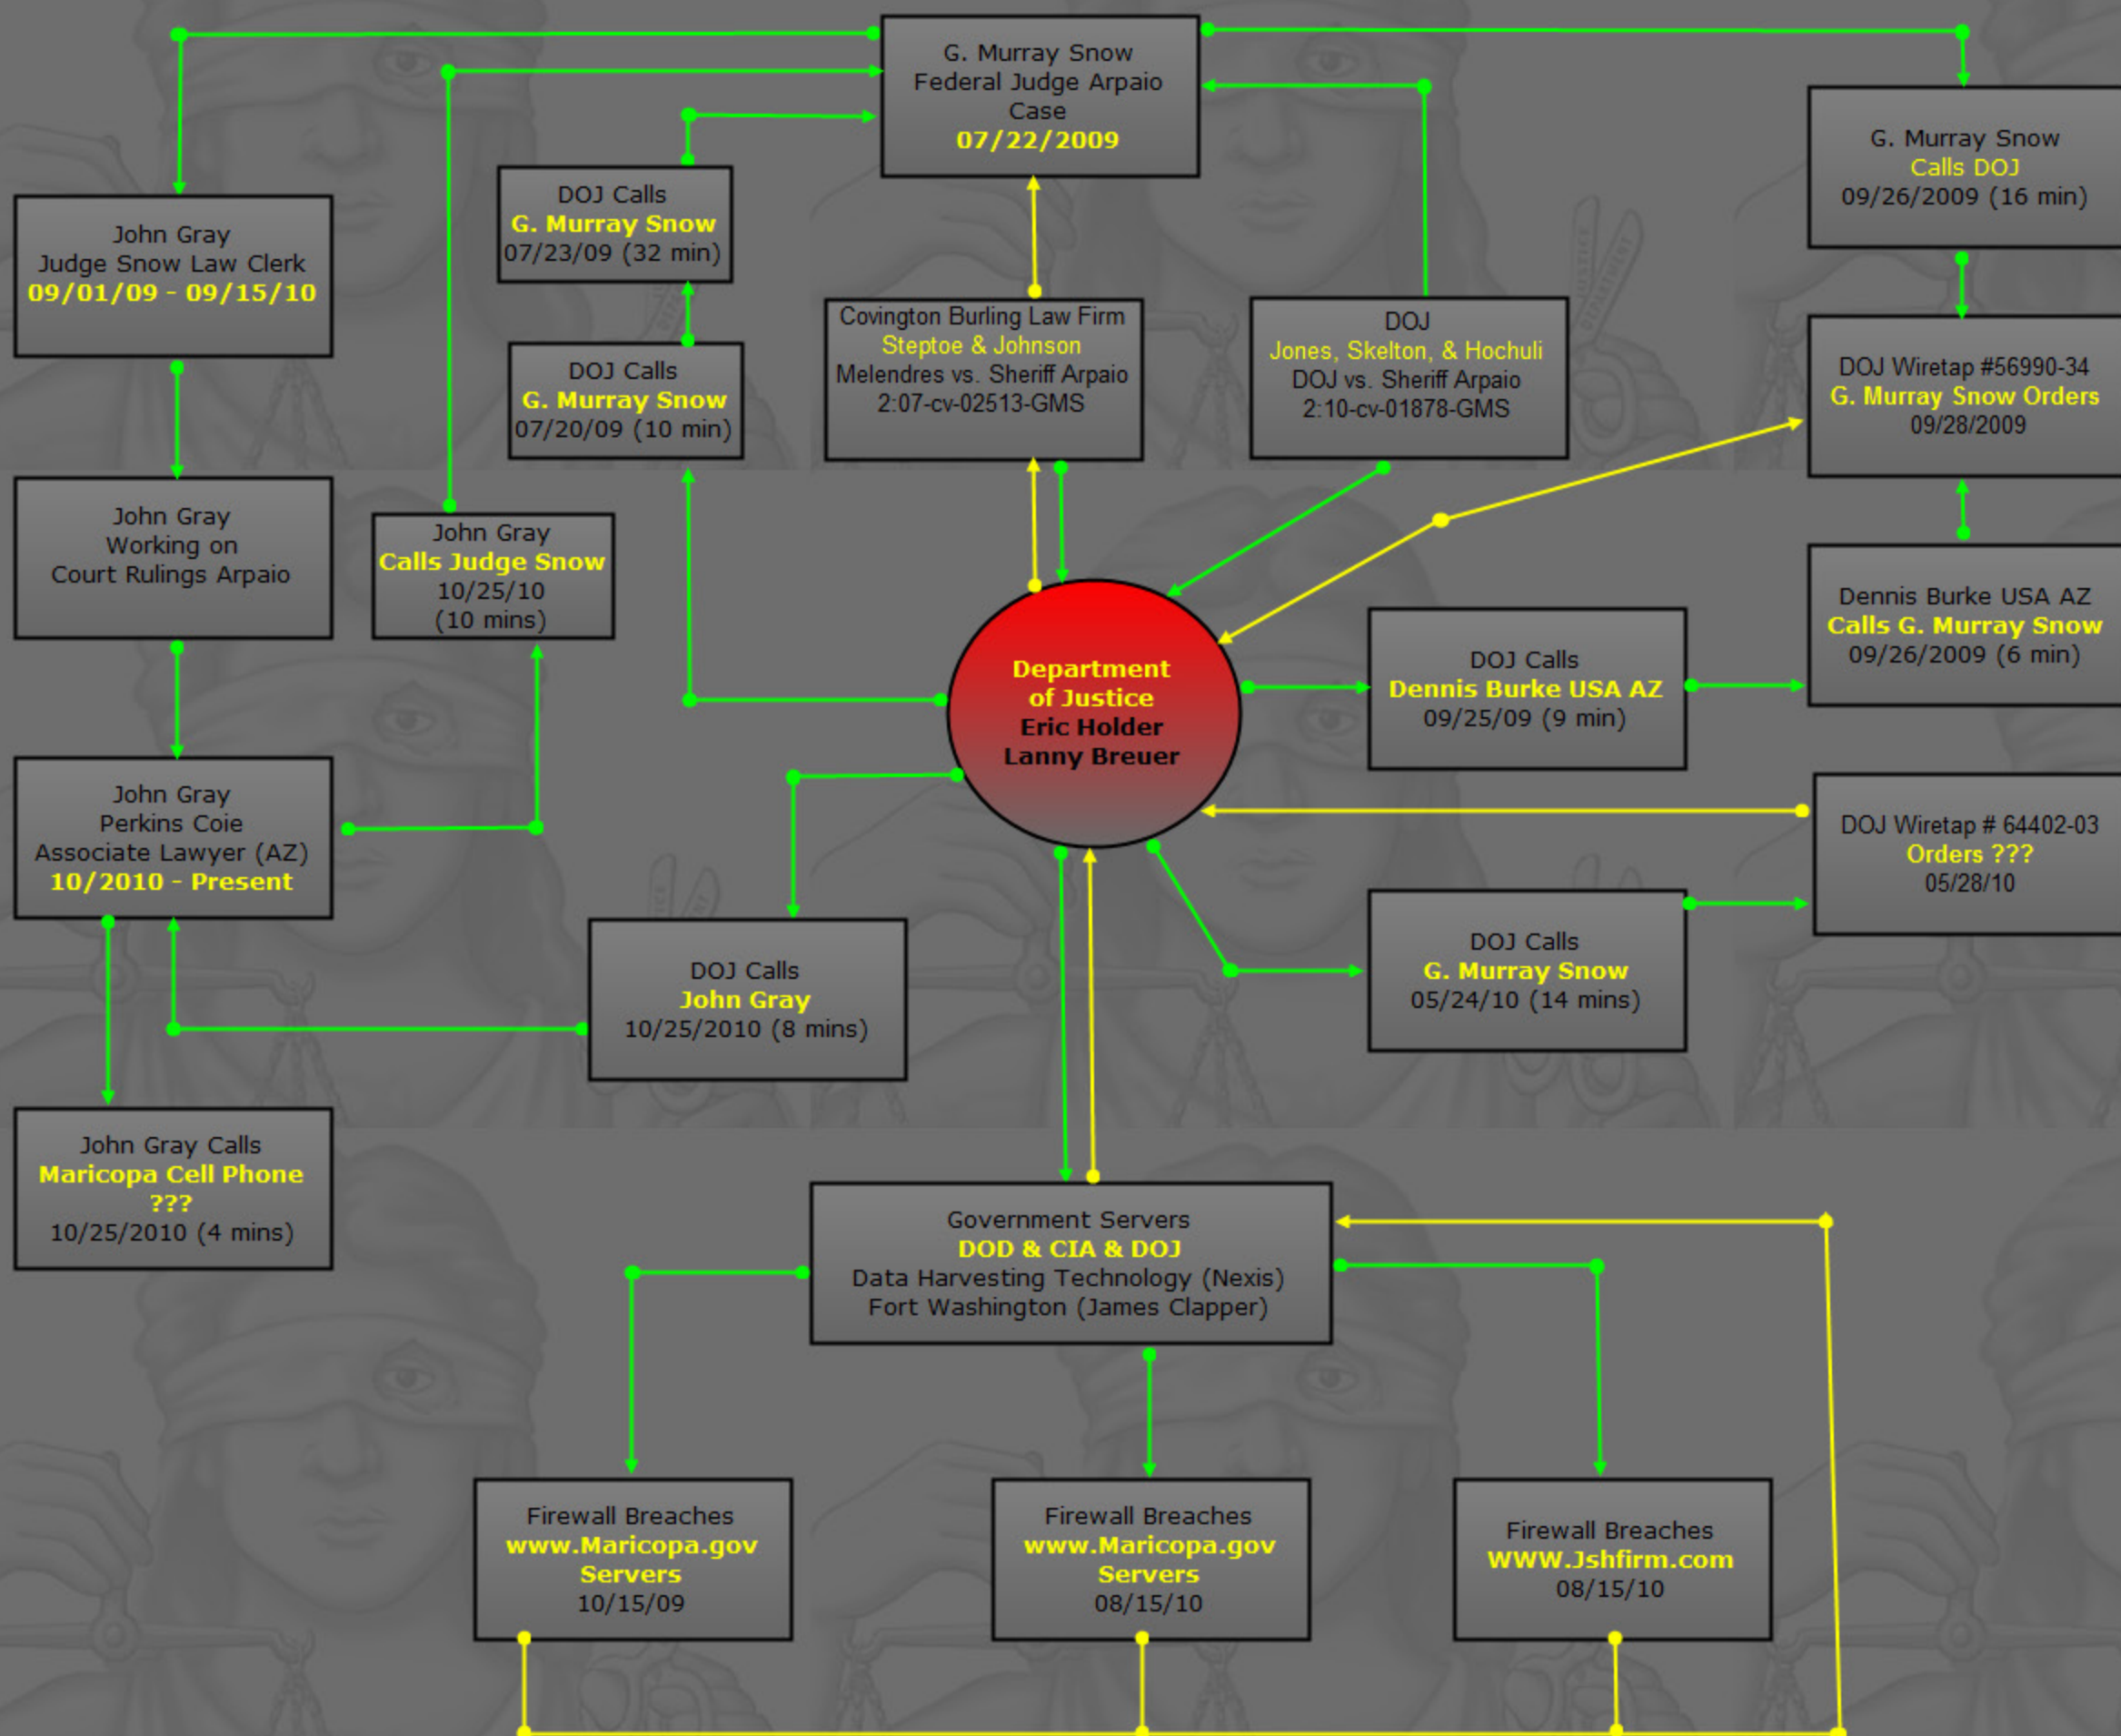 G. Murray Snow
Federal Judge Arpaio
Case
07/22/2009
G. Murray Snow
Calls DOJ
09/26/2009 (16 min)
John Gray
Judge Snow Law Clerk
09/01/09 - 09/15/10
DOJ Calls
G. Murray Snow
07/23/09 (32 min)
DOJ Calls
G. Murray Snow
07/20/09 (10 min)
Covington Burling Law Firm
Steptoe & Johnson
Melendres vs. Sheriff Arpaio
2:07-cv-02513-GMS
DOJ
Jones, Skelton, & Hochuli
DOJ vs. Sheriff Arpaio
2:10-cv-01878-GMS
DOJ Wiretap #56990-34
G. Murray Snow Orders
09/28/2009
John Gray
Working on
Court Rulings Arpaio
John Gray
Calls Judge Snow
10/25/10
(10 mins)
Department
of Justice
Eric Holder
Lanny Breuer
DOJ Calls
Dennis Burke USA AZ
09/25/09 (9 min)
Dennis Burke USA AZ
Calls G. Murray Snow
09/26/2009 (6 min)
John Gray
Perkins Coie
Associate Lawyer (AZ)
10/2010 - Present
DOJ Wiretap # 64402-03
Orders ???
05/28/10
DOJ Calls
John Gray
10/25/2010 (8 mins)
DOJ Calls
G. Murray Snow
05/24/10 (14 mins)
John Gray Calls
Maricopa Cell Phone
???
10/25/2010 (4 mins)
Government Servers
DOD & CIA & DOJ
Data Harvesting Technology (Nexis)
Fort Washington (James Clapper)
Firewall Breaches
www.Maricopa.gov
Servers
10/15/09
Firewall Breaches
www.Maricopa.gov
Servers
08/15/10
Firewall Breaches
WWW.Jshfirm.com
08/15/10
JUSTICE
DEPARTMENT